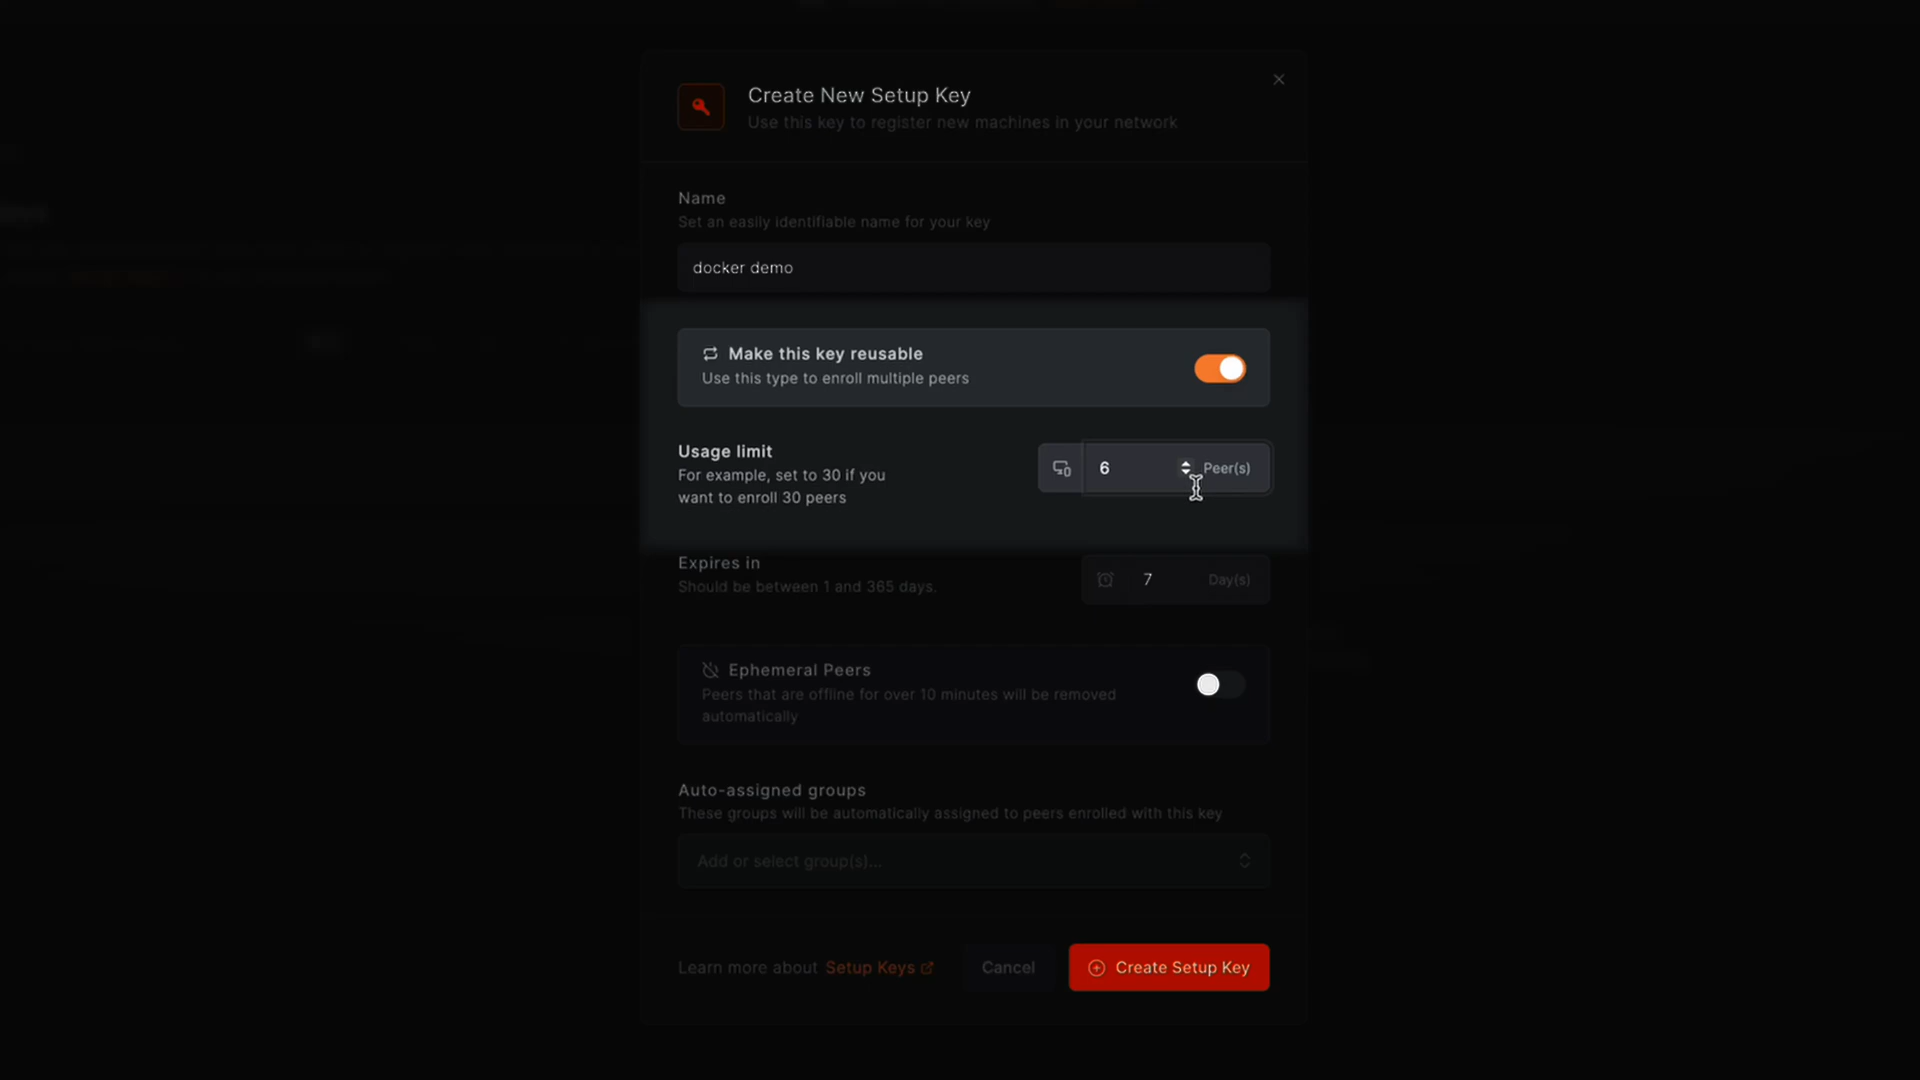 Create New Setup Key
Use this key to register new machines in your network
Name
Set an easily identifiable name for your key
docker demo
Make this key reusable
Use this type to enroll multiple peers
Usage limit
For example, set to 30 if you
want to enroll 30 peers
6
Peer(s)
Expires in
Should be between 1 and 365 days.
7
Day(s)
Ephemeral Peers
Peers that are offline for over 10 minutes will be removed
automatically
Auto-assigned groups
These groups will be automatically assigned to peers enrolled with this key
Add or select group(s)...
Learn more about Setup Keys
Cancel
Create Setup Key